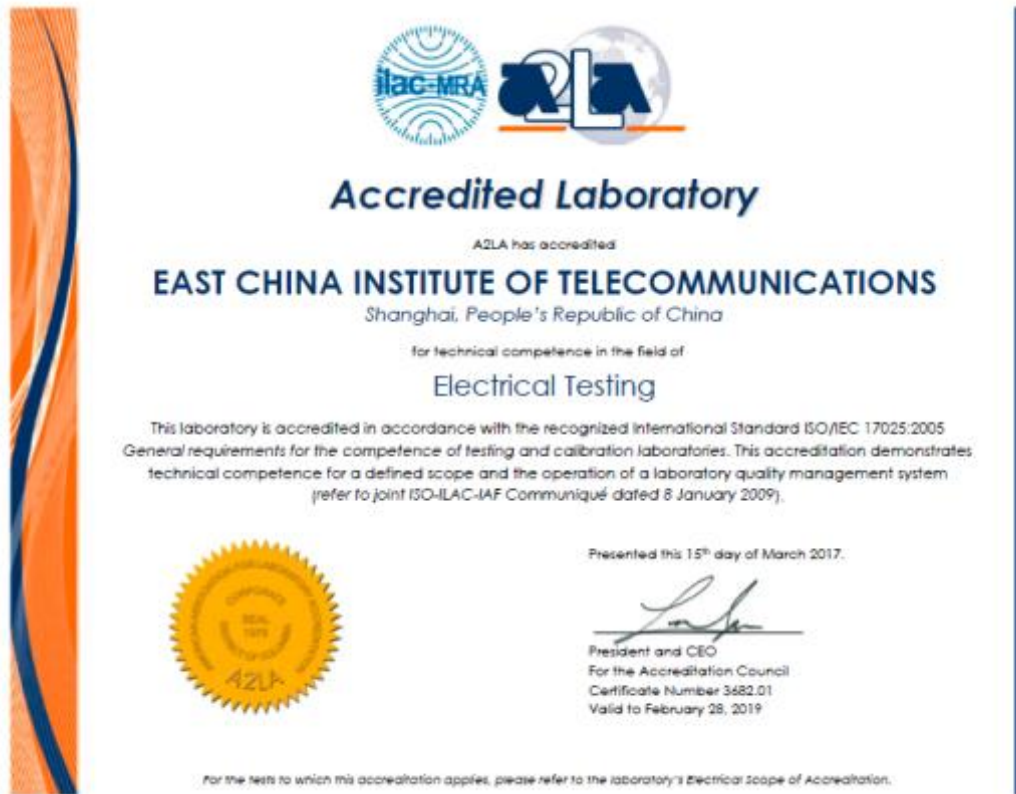 ilac-MRA
A2LA
Accredited Laboratory
A2LA has accredited
EAST CHINA INSTITUTE OF TELECOMMUNICATIONS
Shanghai, People's Republic of China
for technical competence in the field of
Electrical Testing
This laboratory is accredited in accordance with the recognized International Standard ISO/IEC 17025:2005
General requirements for the competence of testing and calibration laboratories. This accreditation demonstrates
technical competence for a defined scope and the operation of a laboratory quality management system
(refer to joint ISO-ILAC-IAF Communiqué dated 8 January 2009).
CORPORATE
SEAL
1978
A2LA
Presented this 15th day of March 2017.
President and CEO
For the Accreditation Council
Certificate Number 3682.01
Valid to February 28, 2019
For the tests to which this accreditation applies, please refer to the laboratory's Electrical Scope of Accreditation.